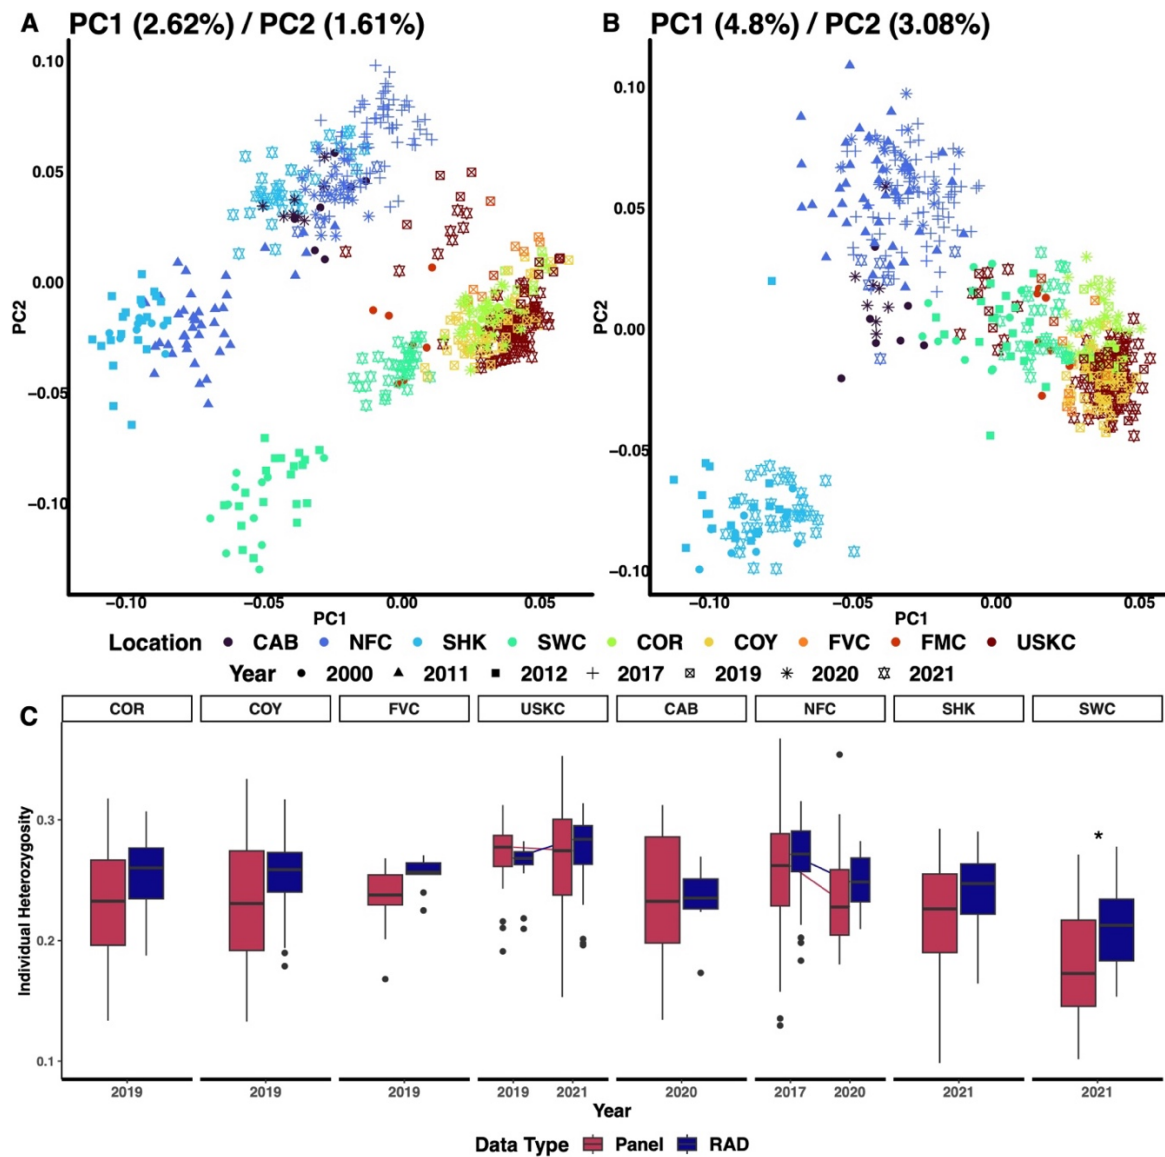 A PC1 (2.62%) / PC2 (1.61%)
B PC1 (4.8%) / PC2 (3.08%)
0.10
0.05
0.00
−0.05
−0.10
PC2
−0.10 −0.05 0.00 0.05
PC1
0.10
0.05
0.00
−0.05
−0.10
PC2
−0.10 −0.05 0.00 0.05
PC1
Location CAB NFC SHK SWC COR COY FVC FMC USKC
Year 2000 2011 2012 2017 2019 2020 2021
C
COR COY FVC USKC CAB NFC SHK SWC
Individual Heterozygosity
0.3
0.2
0.1
*
2019 2019 2019 2019 2021 2020 2017 2020 2021 2021
Year
Data Type Panel RAD